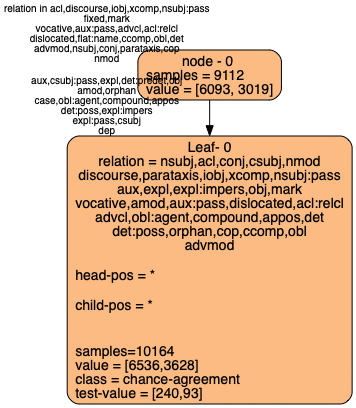 relation in acl,discourse,iobj,xcomp,nsubj:pass
fixed,mark
vocative,aux:pass,advcl,acl:relcl
dislocated,flat:name,ccomp,obl,det
advmod,nsubj,conj,parataxis,cop
nmod
aux,csubj:pass,expl,det:predet,obj
amod,orphan
case,obl:agent,compound,appos
det:poss,expl:impers
expl:pass,csubj
dep
node - 0
samples = 9112
value = [6093, 3019]
Leaf- 0
relation = nsubj,acl,conj,csubj,nmod
discourse,parataxis,iobj,xcomp,nsubj:pass
aux,expl,expl:impers,obj,mark
vocative,amod,aux:pass,dislocated,acl:relcl
advcl,obl:agent,compound,appos,det
det:poss,orphan,cop,ccomp,obl
advmod
head-pos = *
child-pos = *
samples=10164
value = [6536,3628]
class = chance-agreement
test-value = [240,93]